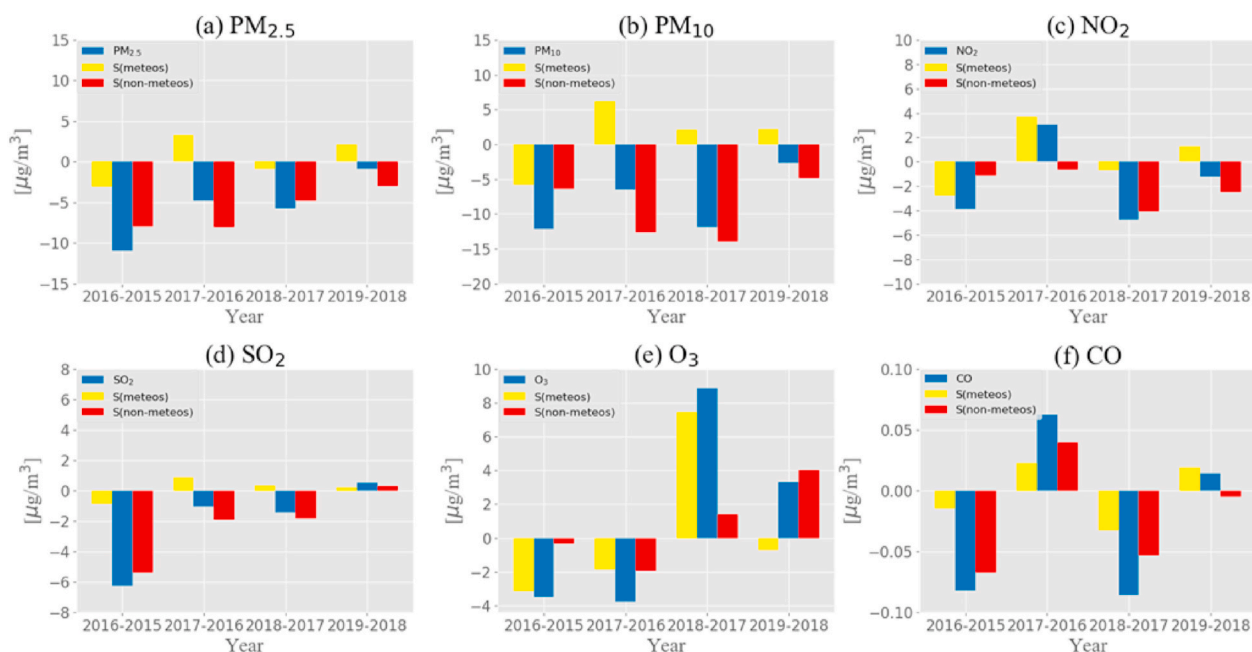 (a) PM2.5
15
10
5
0
−5
−10
−15
[μg/m³]
PM2.5
S(meteos)
S(non-meteos)
2016-2015 2017-2016 2018-2017 2019-2018
Year
(b) PM10
15
10
5
0
−5
−10
−15
−20
[μg/m³]
PM10
S(meteos)
S(non-meteos)
2016-2015 2017-2016 2018-2017 2019-2018
Year
(c) NO2
10
8
6
4
2
0
−2
−4
−6
−8
−10
[μg/m³]
NO2
S(meteos)
S(non-meteos)
2016-2015 2017-2016 2018-2017 2019-2018
Year
(d) SO2
8
6
4
2
0
−2
−4
−6
−8
[μg/m³]
SO2
S(meteos)
S(non-meteos)
2016-2015 2017-2016 2018-2017 2019-2018
Year
(e) O3
10
8
6
4
2
0
−2
−4
[μg/m³]
O3
S(meteos)
S(non-meteos)
2016-2015 2017-2016 2018-2017 2019-2018
Year
(f) CO
0.10
0.05
0.00
−0.05
−0.10
[μg/m³]
CO
S(meteos)
S(non-meteos)
2016-2015 2017-2016 2018-2017 2019-2018
Year